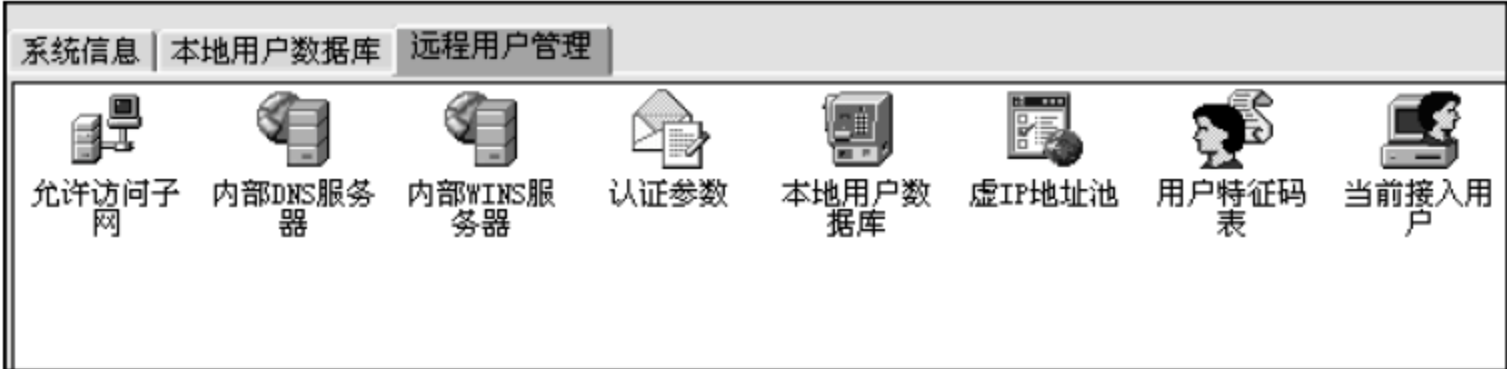 系统信息 本地用户数据库 远程用户管理
允许访问子网
内部DNS服务器
内部WINS服务器
认证参数
本地用户数据库
虚IP地址池
用户特征码表
当前接入用户